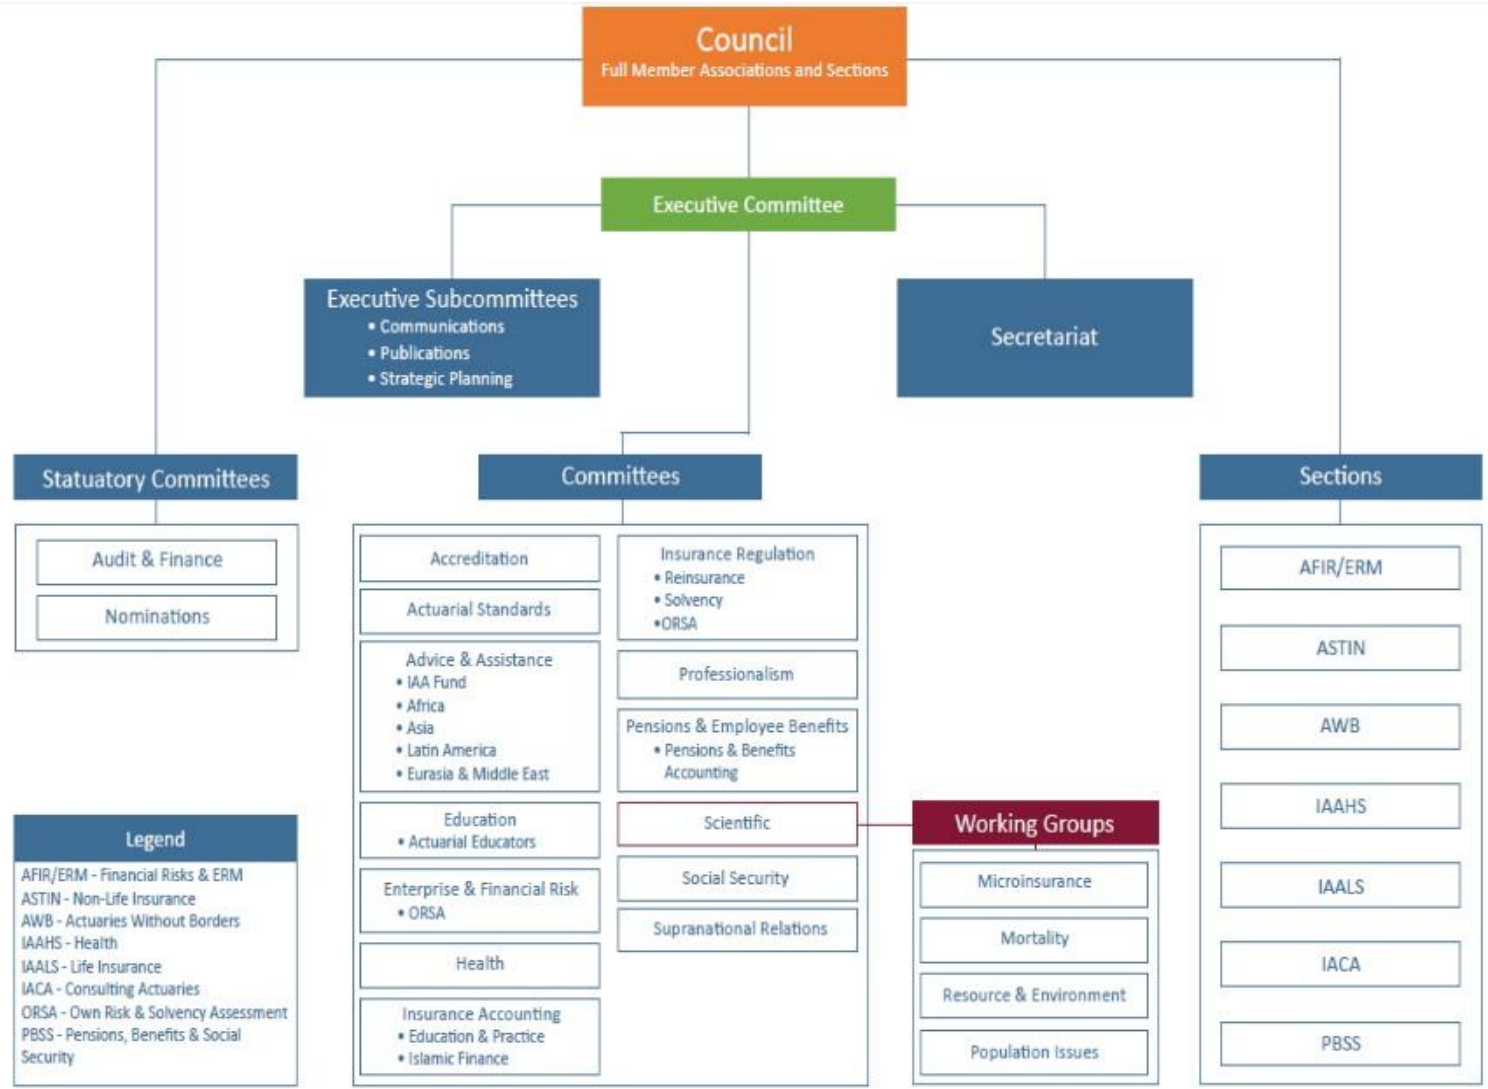 Council
Full Member Associations and Sections
Executive Committee
Executive Subcommittees
• Communications
• Publications
• Strategic Planning
Secretariat
Statuatory Committees
Audit & Finance
Nominations
Committees
Accreditation
Actuarial Standards
Advice & Assistance
• IAA Fund
• Africa
• Asia
• Latin America
• Eurasia & Middle East
Education
• Actuarial Educators
Enterprise & Financial Risk
• ORSA
Health
Insurance Accounting
• Education & Practice
• Islamic Finance
Insurance Regulation
• Reinsurance
• Solvency
•ORSA
Professionalism
Pensions & Employee Benefits
• Pensions & Benefits
Accounting
Scientific
Social Security
Supranational Relations
Working Groups
Microinsurance
Mortality
Resource & Environment
Population Issues
Sections
AFIR/ERM
ASTIN
AWB
IAAHS
IAALS
IACA
PBSS
Legend
AFIR/ERM - Financial Risks & ERM
ASTIN - Non-Life Insurance
AWB - Actuaries Without Borders
IAAHS - Health
IAALS - Life Insurance
IACA - Consulting Actuaries
ORSA - Own Risk & Solvency Assessment
PBSS - Pensions, Benefits & Social
Security